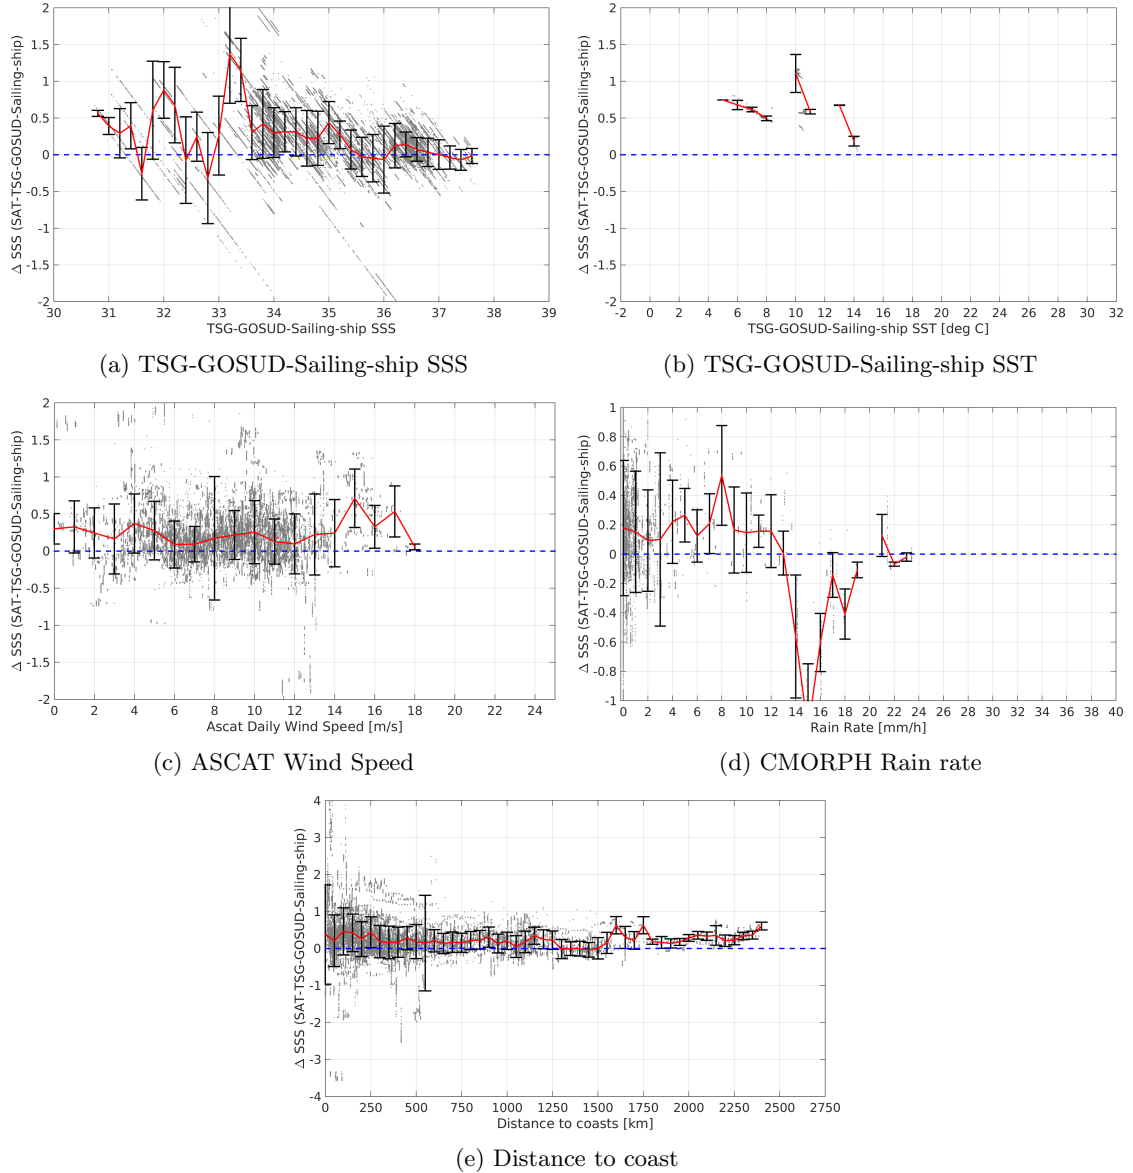 2
1.5
1
0.5
0
-0.5
-1
-1.5
-2
30 31 32 33 34 35 36 37 38 39
TSG-GOSUD-Sailing-ship SSS
Δ SSS (SAT-TSG-GOSUD-Sailing-ship)
(a) TSG-GOSUD-Sailing-ship SSS
2
1.5
1
0.5
0
-0.5
-1
-1.5
-2
-2 0 2 4 6 8 10 12 14 16 18 20 22 24 26 28 30 32
TSG-GOSUD-Sailing-ship SST [deg C]
Δ SSS (SAT-TSG-GOSUD-Sailing-ship)
(b) TSG-GOSUD-Sailing-ship SST
2
1.5
1
0.5
0
-0.5
-1
-1.5
-2
0 2 4 6 8 10 12 14 16 18 20 22 24
Ascat Daily Wind Speed [m/s]
Δ SSS (SAT-TSG-GOSUD-Sailing-ship)
(c) ASCAT Wind Speed
1
0.8
0.6
0.4
0.2
0
-0.2
-0.4
-0.6
-0.8
-1
0 2 4 6 8 10 12 14 16 18 20 22 24 26 28 30 32 34 36 38 40
Rain Rate [mm/h]
Δ SSS (SAT-TSG-GOSUD-Sailing-ship)
(d) CMORPH Rain rate
4
3
2
1
0
-1
-2
-3
-4
0 250 500 750 1000 1250 1500 1750 2000 2250 2500 2750
Distance to coasts [km]
Δ SSS (SAT-TSG-GOSUD-Sailing-ship)
(e) Distance to coast